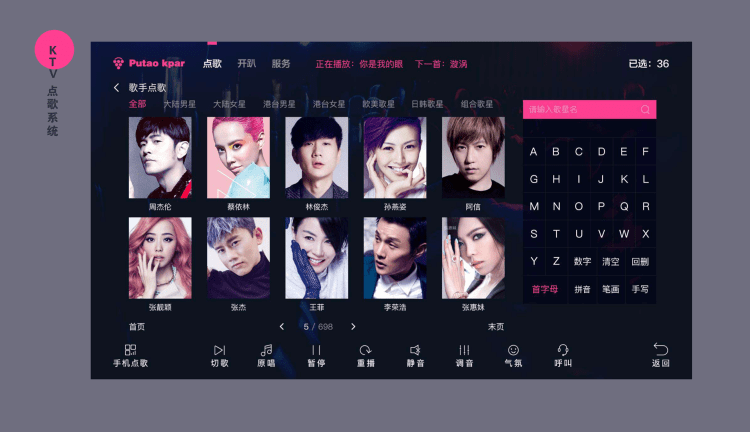 KTV点歌系统
Putao kpar 点歌 开趴 服务 正在播放：你是我的眼 下一首：漩涡 已选：36
歌手点歌
全部 大陆男星 大陆女星 港台男星 港台女星 欧美歌星 日韩歌星 组合歌星
请输入歌星名
周杰伦 蔡依林 林俊杰 孙燕姿 阿信
张靓颖 张杰 王菲 李荣浩 张惠妹
A B C D E F
G H I J K L
M N O P Q R
S T U V W X
Y Z 数字 清空 回删
首字母 拼音 笔画 手写
首页 5 / 698 末页
手机点歌 切歌 原唱 暂停 重播 静音 调音 气氛 呼叫 返回